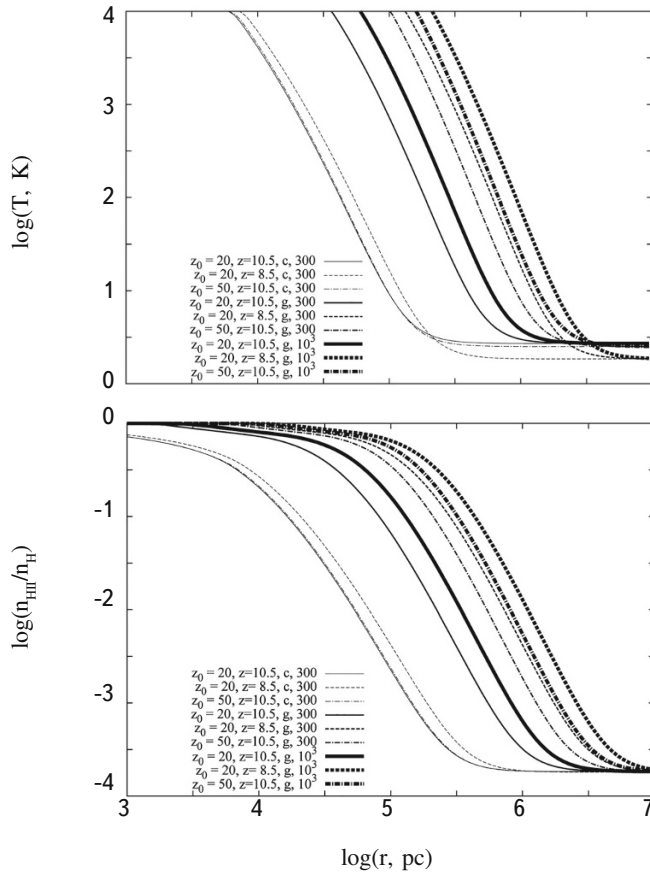 4
3
2
1
0
log(T, K)
z₀ = 20, z=10.5, c, 300
z₀ = 20, z= 8.5, c, 300
z₀ = 50, z=10.5, c, 300
z₀ = 20, z=10.5, g, 300
z₀ = 20, z= 8.5, g, 300
z₀ = 50, z=10.5, g, 300
z₀ = 20, z=10.5, g, 10³
z₀ = 20, z= 8.5, g, 10³
z₀ = 50, z=10.5, g, 10³
0
-1
-2
-3
-4
log(n_HII/n_H)
z₀ = 20, z=10.5, c, 300
z₀ = 20, z= 8.5, c, 300
z₀ = 50, z=10.5, c, 300
z₀ = 20, z=10.5, g, 300
z₀ = 20, z= 8.5, g, 300
z₀ = 50, z=10.5, g, 300
z₀ = 20, z=10.5, g, 10³
z₀ = 20, z= 8.5, g, 10³
z₀ = 50, z=10.5, g, 10³
3 4 5 6 7
log(r, pc)